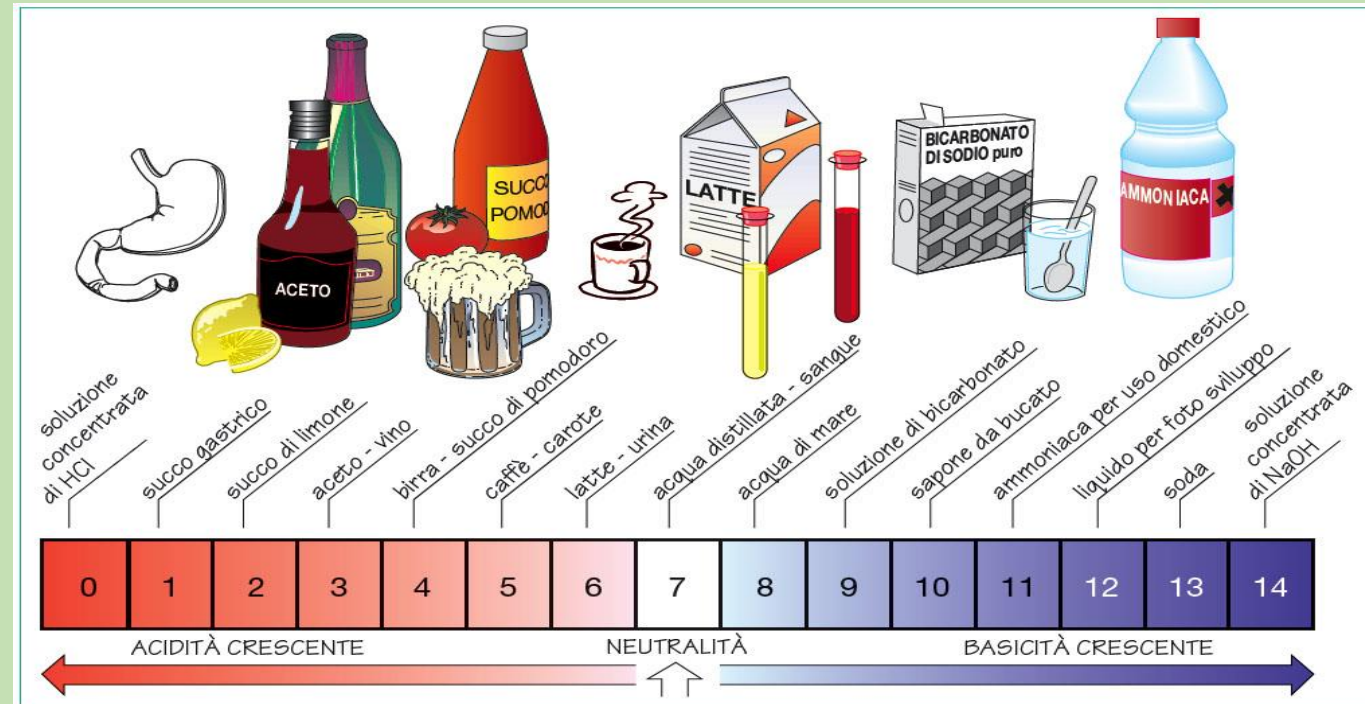 BICARBONATO
DI SODIO puro
SUCCO
POMOD
LATTE
AMMONIACA
ACETO
soluzione
concentrata
di HCl
succo gastrico
succo di limone
aceto - vino
birra - succo di pomodoro
caffè - carote
latte - urina
acqua distillata - sangue
acqua di mare
soluzione di bicarbonato
sapone da bucato
ammoniaca per uso domestico
liquido per foto sviluppo
soda
soluzione
concentrata
di NaOH
0 1 2 3 4 5 6 7 8 9 10 11 12 13 14
ACIDITÀ CRESCENTE NEUTRALITÀ BASICITÀ CRESCENTE